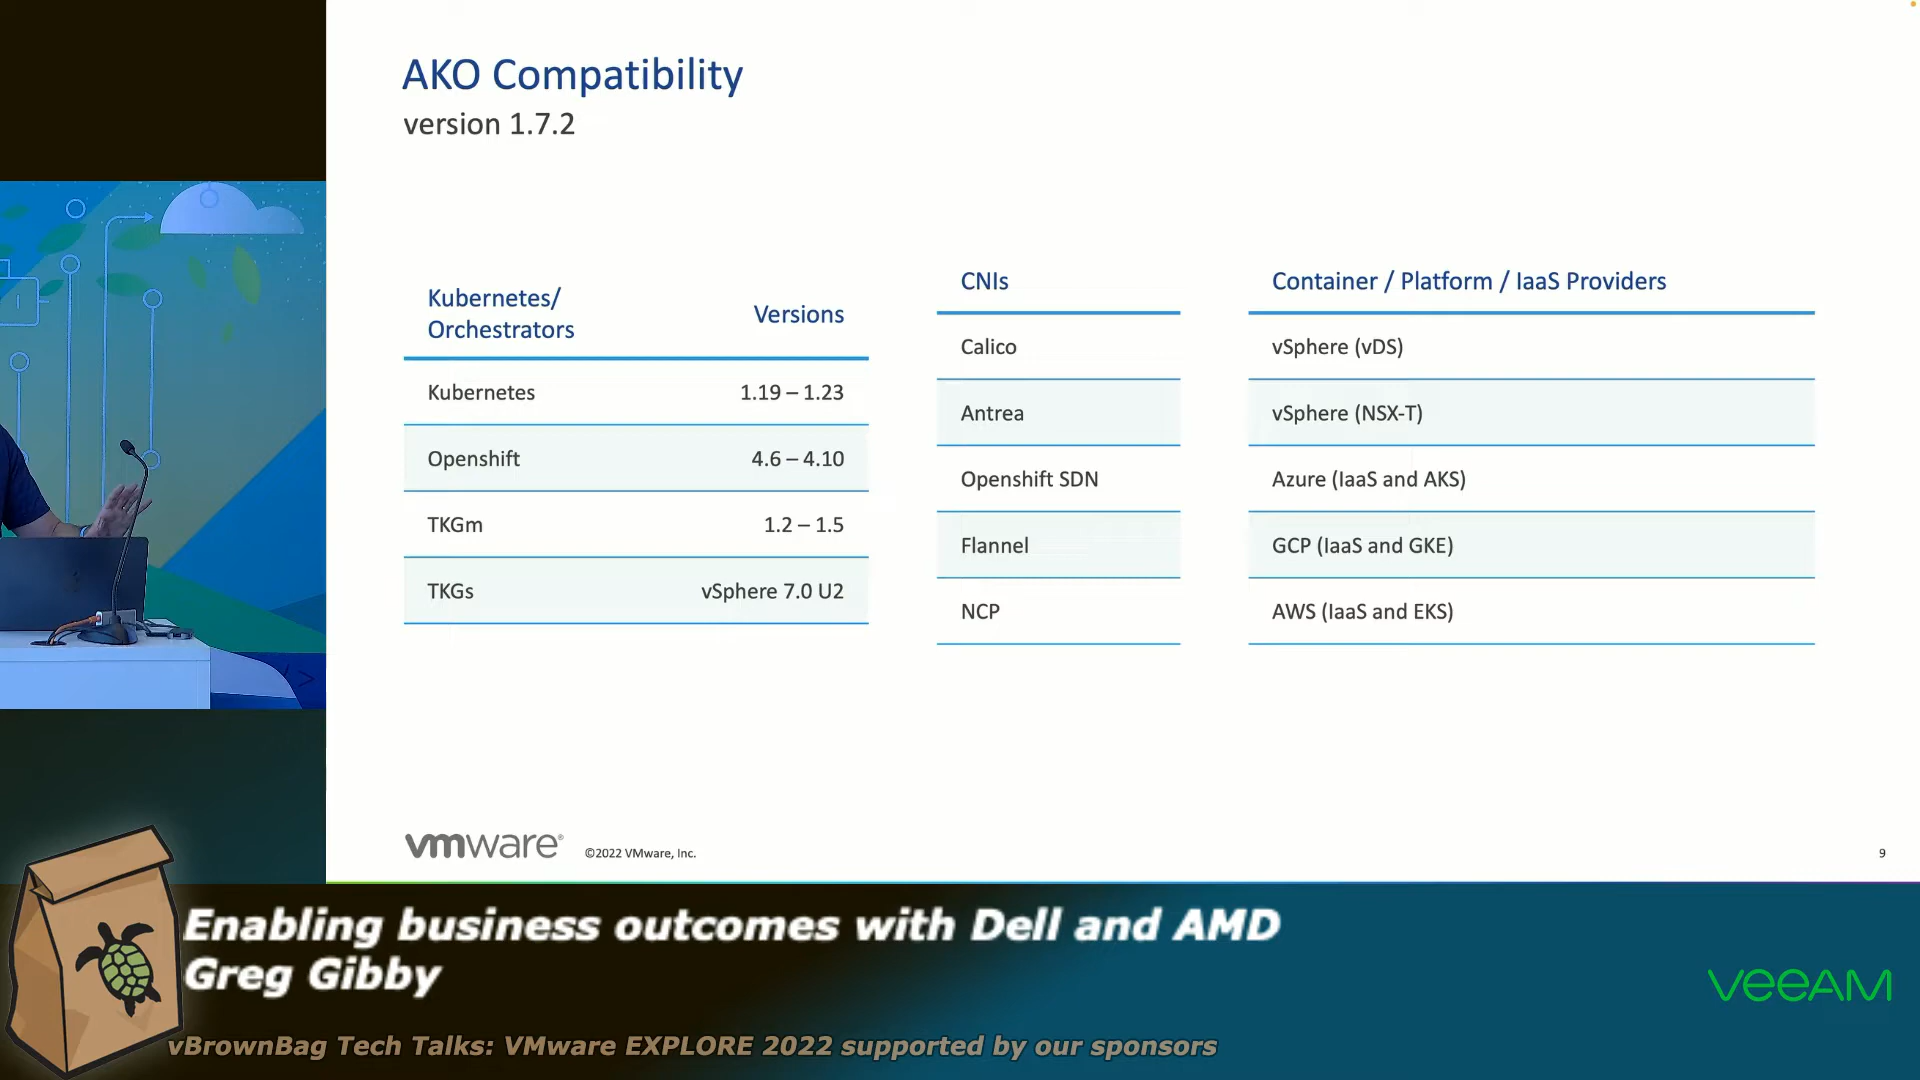 AKO Compatibility
version 1.7.2
Kubernetes/
Orchestrators
Versions
Kubernetes 1.19 – 1.23
Openshift 4.6 – 4.10
TKGm 1.2 – 1.5
TKGs vSphere 7.0 U2
CNIs
Calico
Antrea
Openshift SDN
Flannel
NCP
Container / Platform / IaaS Providers
vSphere (vDS)
vSphere (NSX-T)
Azure (IaaS and AKS)
GCP (IaaS and GKE)
AWS (IaaS and EKS)
vmware® ©2022 VMware, Inc.
9
Enabling business outcomes with Dell and AMD
Greg Gibby
veeAM
vBrownBag Tech Talks: VMware EXPLORE 2022 supported by our sponsors